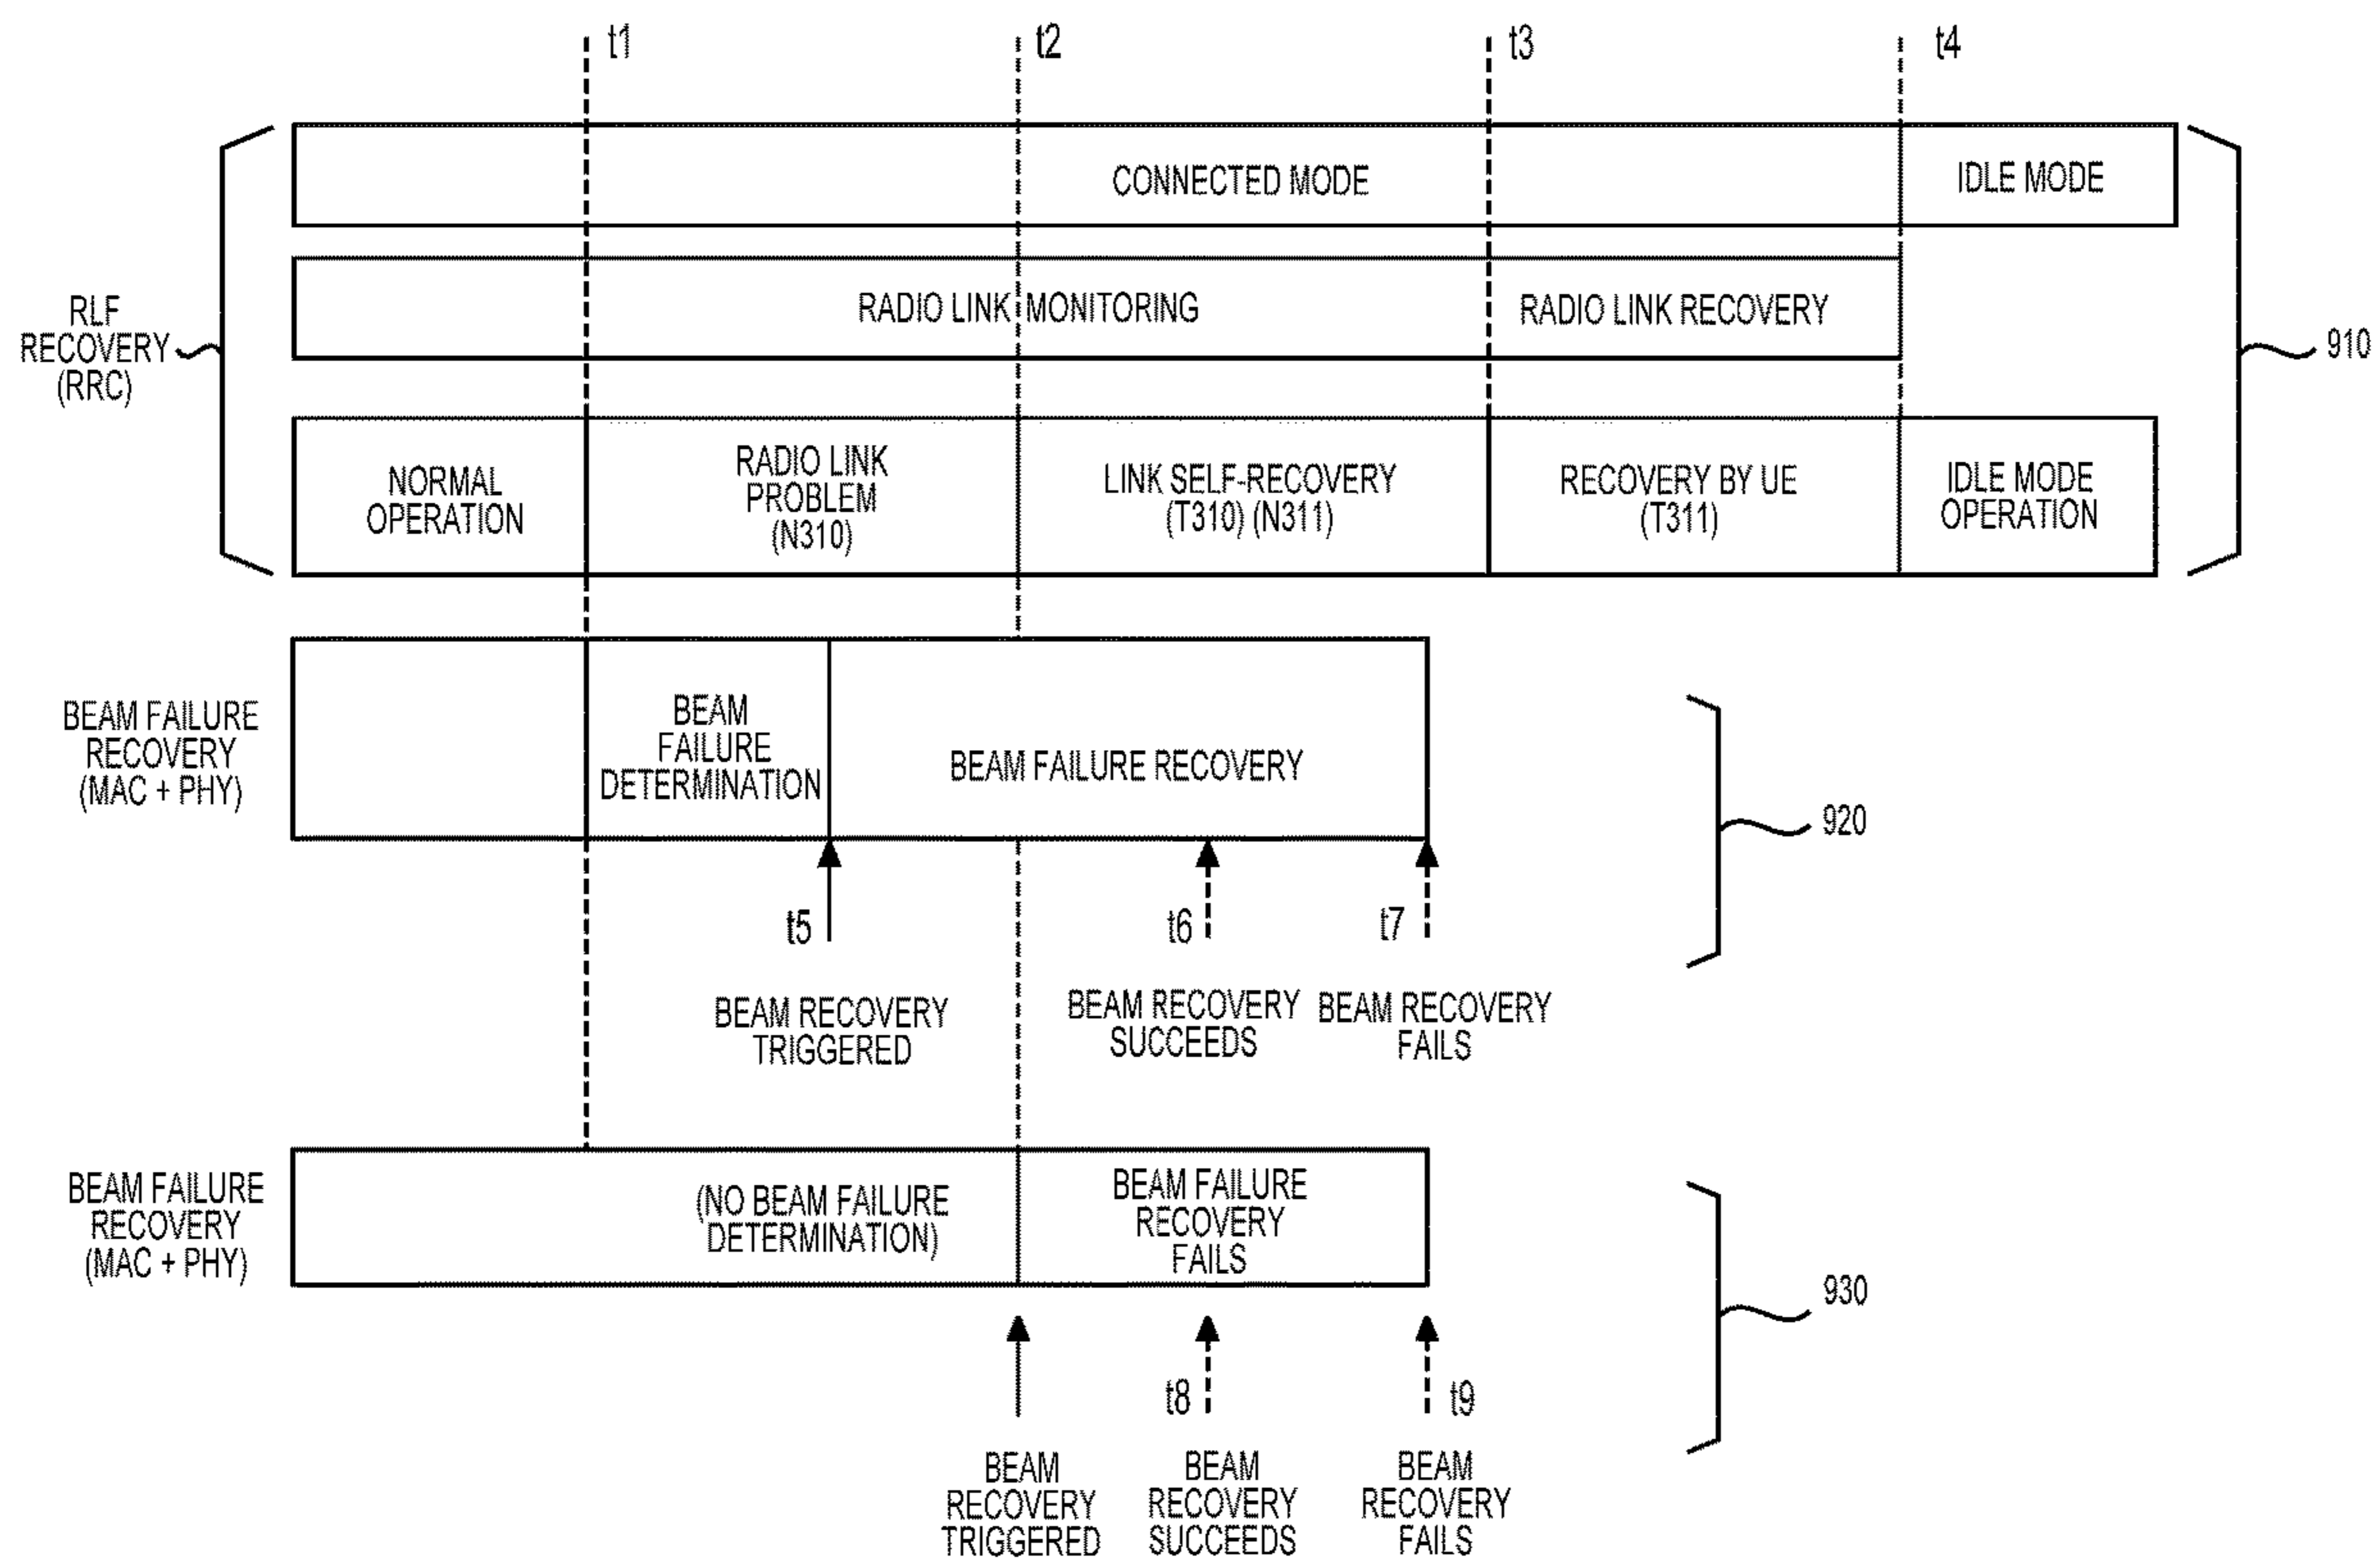 t1
t2
t3
t4
CONNECTED MODE
IDLE MODE
RADIO LINK MONITORING
RADIO LINK RECOVERY
RLF
RECOVERY
(RRC)
910
NORMAL
OPERATION
RADIO LINK
PROBLEM
(N310)
LINK SELF-RECOVERY
(T310) (N311)
RECOVERY BY UE
(T311)
IDLE MODE
OPERATION
BEAM FAILURE
RECOVERY
(MAC + PHY)
BEAM
FAILURE
DETERMINATION
BEAM FAILURE RECOVERY
920
t5
t6
t7
BEAM RECOVERY
TRIGGERED
BEAM RECOVERY
SUCCEEDS
BEAM RECOVERY
FAILS
BEAM FAILURE
RECOVERY
(MAC + PHY)
(NO BEAM FAILURE
DETERMINATION)
BEAM FAILURE
RECOVERY
FAILS
930
t8
t9
BEAM
RECOVERY
TRIGGERED
BEAM
RECOVERY
SUCCEEDS
BEAM
RECOVERY
FAILS